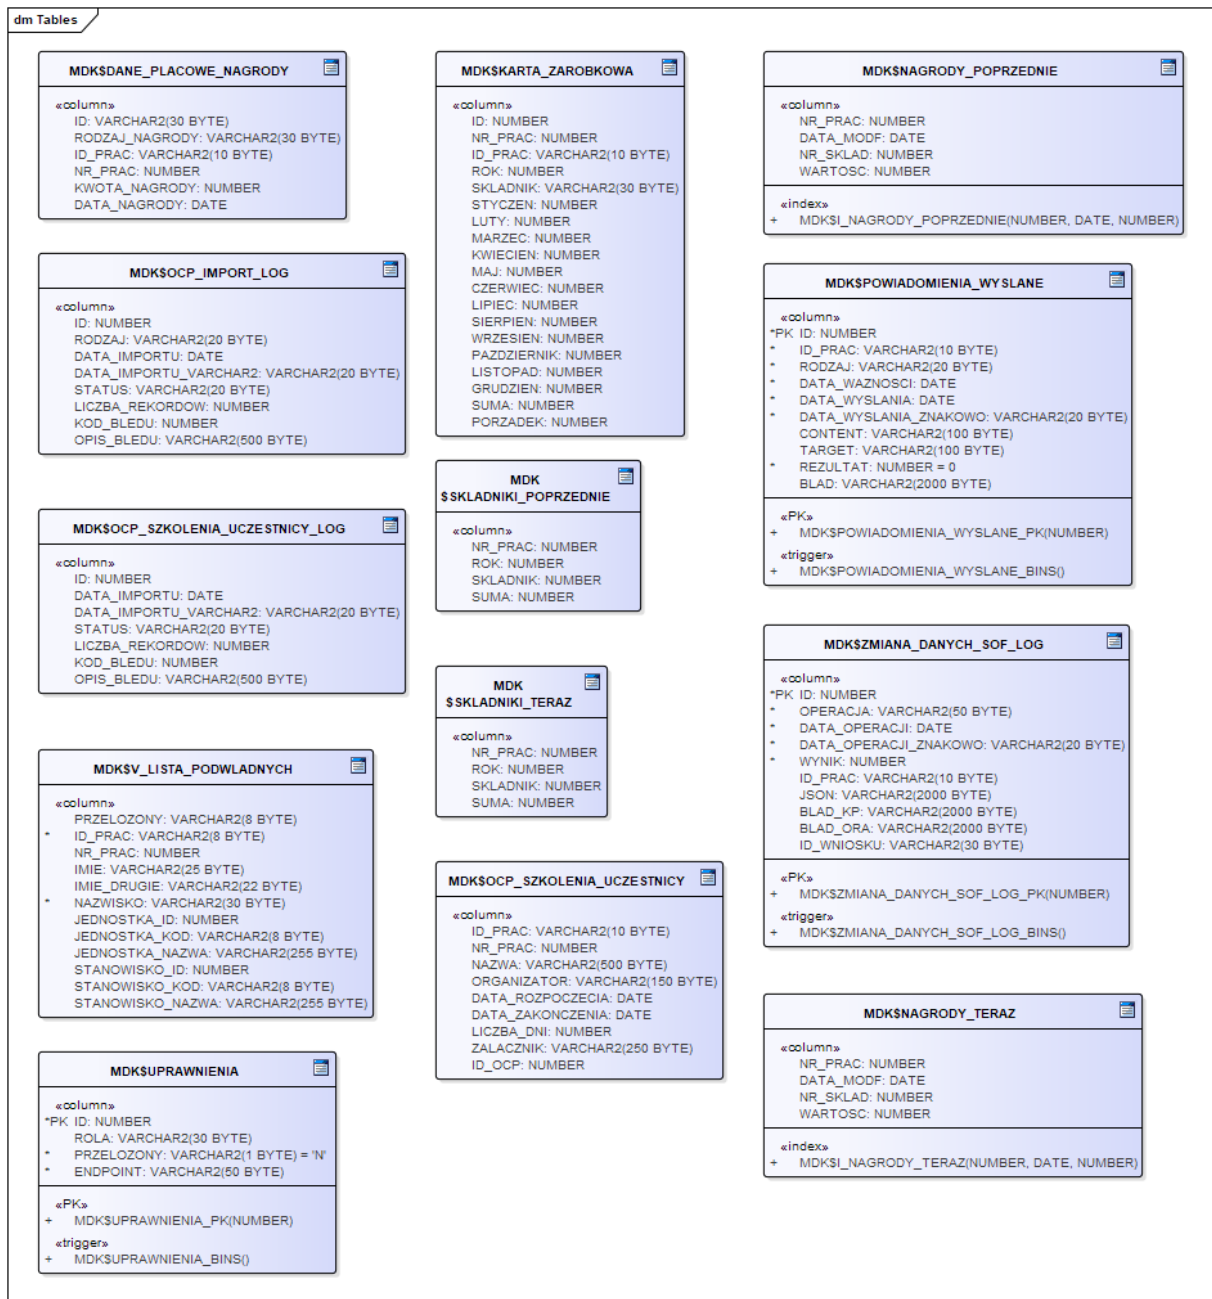 dm Tables
MDK$DANE_PLACOWE_NAGRODY
«column»
ID: VARCHAR2(30 BYTE)
RODZAJ_NAGRODY: VARCHAR2(30 BYTE)
ID_PRAC: VARCHAR2(10 BYTE)
NR_PRAC: NUMBER
KWOTA_NAGRODY: NUMBER
DATA_NAGRODY: DATE
MDK$OCP_IMPORT_LOG
«column»
ID: NUMBER
RODZAJ: VARCHAR2(20 BYTE)
DATA_IMPORTU: DATE
DATA_IMPORTU_VARCHAR2: VARCHAR2(20 BYTE)
STATUS: VARCHAR2(20 BYTE)
LICZBA_REKORDOW: NUMBER
KOD_BLEDU: NUMBER
OPIS_BLEDU: VARCHAR2(500 BYTE)
MDK$OCP_SZKOLENIA_UCZESTNICY_LOG
«column»
ID: NUMBER
DATA_IMPORTU: DATE
DATA_IMPORTU_VARCHAR2: VARCHAR2(20 BYTE)
STATUS: VARCHAR2(20 BYTE)
LICZBA_REKORDOW: NUMBER
KOD_BLEDU: NUMBER
OPIS_BLEDU: VARCHAR2(500 BYTE)
MDK$V_LISTA_PODWLADNYCH
«column»
PRZELOZONY: VARCHAR2(8 BYTE)
* ID_PRAC: VARCHAR2(8 BYTE)
NR_PRAC: NUMBER
IMIE: VARCHAR2(25 BYTE)
IMIE_DRUGIE: VARCHAR2(22 BYTE)
* NAZWISKO: VARCHAR2(30 BYTE)
JEDNOSTKA_ID: NUMBER
JEDNOSTKA_KOD: VARCHAR2(8 BYTE)
JEDNOSTKA_NAZWA: VARCHAR2(255 BYTE)
STANOWISKO_ID: NUMBER
STANOWISKO_KOD: VARCHAR2(8 BYTE)
STANOWISKO_NAZWA: VARCHAR2(255 BYTE)
MDK$UPRAWNIENIA
«column»
*PK ID: NUMBER
ROLA: VARCHAR2(30 BYTE)
* PRZELOZONY: VARCHAR2(1 BYTE) = 'N'
* ENDPOINT: VARCHAR2(50 BYTE)
«PK»
+ MDK$UPRAWNIENIA_PK(NUMBER)
«trigger»
+ MDK$UPRAWNIENIA_BINS()
MDK$KARTA_ZAROBKOWA
«column»
ID: NUMBER
NR_PRAC: NUMBER
ID_PRAC: VARCHAR2(10 BYTE)
ROK: NUMBER
SKLADNIK: VARCHAR2(30 BYTE)
STYCZEN: NUMBER
LUTY: NUMBER
MARZEC: NUMBER
KWIECIEN: NUMBER
MAJ: NUMBER
CZERWIEC: NUMBER
LIPIEC: NUMBER
SIERPIEN: NUMBER
WRZESIEN: NUMBER
PAZDZIERNIK: NUMBER
LISTOPAD: NUMBER
GRUDZIEN: NUMBER
SUMA: NUMBER
PORZADEK: NUMBER
MDK
$SKLADNIKI_POPRZEDNIE
«column»
NR_PRAC: NUMBER
ROK: NUMBER
SKLADNIK: NUMBER
SUMA: NUMBER
MDK
$SKLADNIKI_TERAZ
«column»
NR_PRAC: NUMBER
ROK: NUMBER
SKLADNIK: NUMBER
SUMA: NUMBER
MDK$OCP_SZKOLENIA_UCZESTNICY
«column»
ID_PRAC: VARCHAR2(10 BYTE)
NR_PRAC: NUMBER
NAZWA: VARCHAR2(500 BYTE)
ORGANIZATOR: VARCHAR2(150 BYTE)
DATA_ROZPOCZECIA: DATE
DATA_ZAKONCZENIA: DATE
LICZBA_DNI: NUMBER
ZALACZNIK: VARCHAR2(250 BYTE)
ID_OCP: NUMBER
MDK$NAGRODY_POPRZEDNIE
«column»
NR_PRAC: NUMBER
DATA_MODF: DATE
NR_SKLAD: NUMBER
WARTOSC: NUMBER
«index»
+ MDK$I_NAGRODY_POPRZEDNIE(NUMBER, DATE, NUMBER)
MDK$POWIADOMIENIA_WYSLANE
«column»
*PK ID: NUMBER
* ID_PRAC: VARCHAR2(10 BYTE)
* RODZAJ: VARCHAR2(20 BYTE)
* DATA_WAZNOSCI: DATE
* DATA_WYSLANIA: DATE
* DATA_WYSLANIA_ZNAKOWO: VARCHAR2(20 BYTE)
CONTENT: VARCHAR2(100 BYTE)
TARGET: VARCHAR2(100 BYTE)
* REZULTAT: NUMBER = 0
BLAD: VARCHAR2(2000 BYTE)
«PK»
+ MDK$POWIADOMIENIA_WYSLANE_PK(NUMBER)
«trigger»
+ MDK$POWIADOMIENIA_WYSLANE_BINS()
MDK$ZMIANA_DANYCH_SOF_LOG
«column»
*PK ID: NUMBER
* OPERACJA: VARCHAR2(50 BYTE)
* DATA_OPERACJI: DATE
* DATA_OPERACJI_ZNAKOWO: VARCHAR2(20 BYTE)
* WYNIK: NUMBER
ID_PRAC: VARCHAR2(10 BYTE)
JSON: VARCHAR2(2000 BYTE)
BLAD_KP: VARCHAR2(2000 BYTE)
BLAD_ORA: VARCHAR2(2000 BYTE)
ID_WNIOSKU: VARCHAR2(30 BYTE)
«PK»
+ MDK$ZMIANA_DANYCH_SOF_LOG_PK(NUMBER)
«trigger»
+ MDK$ZMIANA_DANYCH_SOF_LOG_BINS()
MDK$NAGRODY_TERAZ
«column»
NR_PRAC: NUMBER
DATA_MODF: DATE
NR_SKLAD: NUMBER
WARTOSC: NUMBER
«index»
+ MDK$I_NAGRODY_TERAZ(NUMBER, DATE, NUMBER)